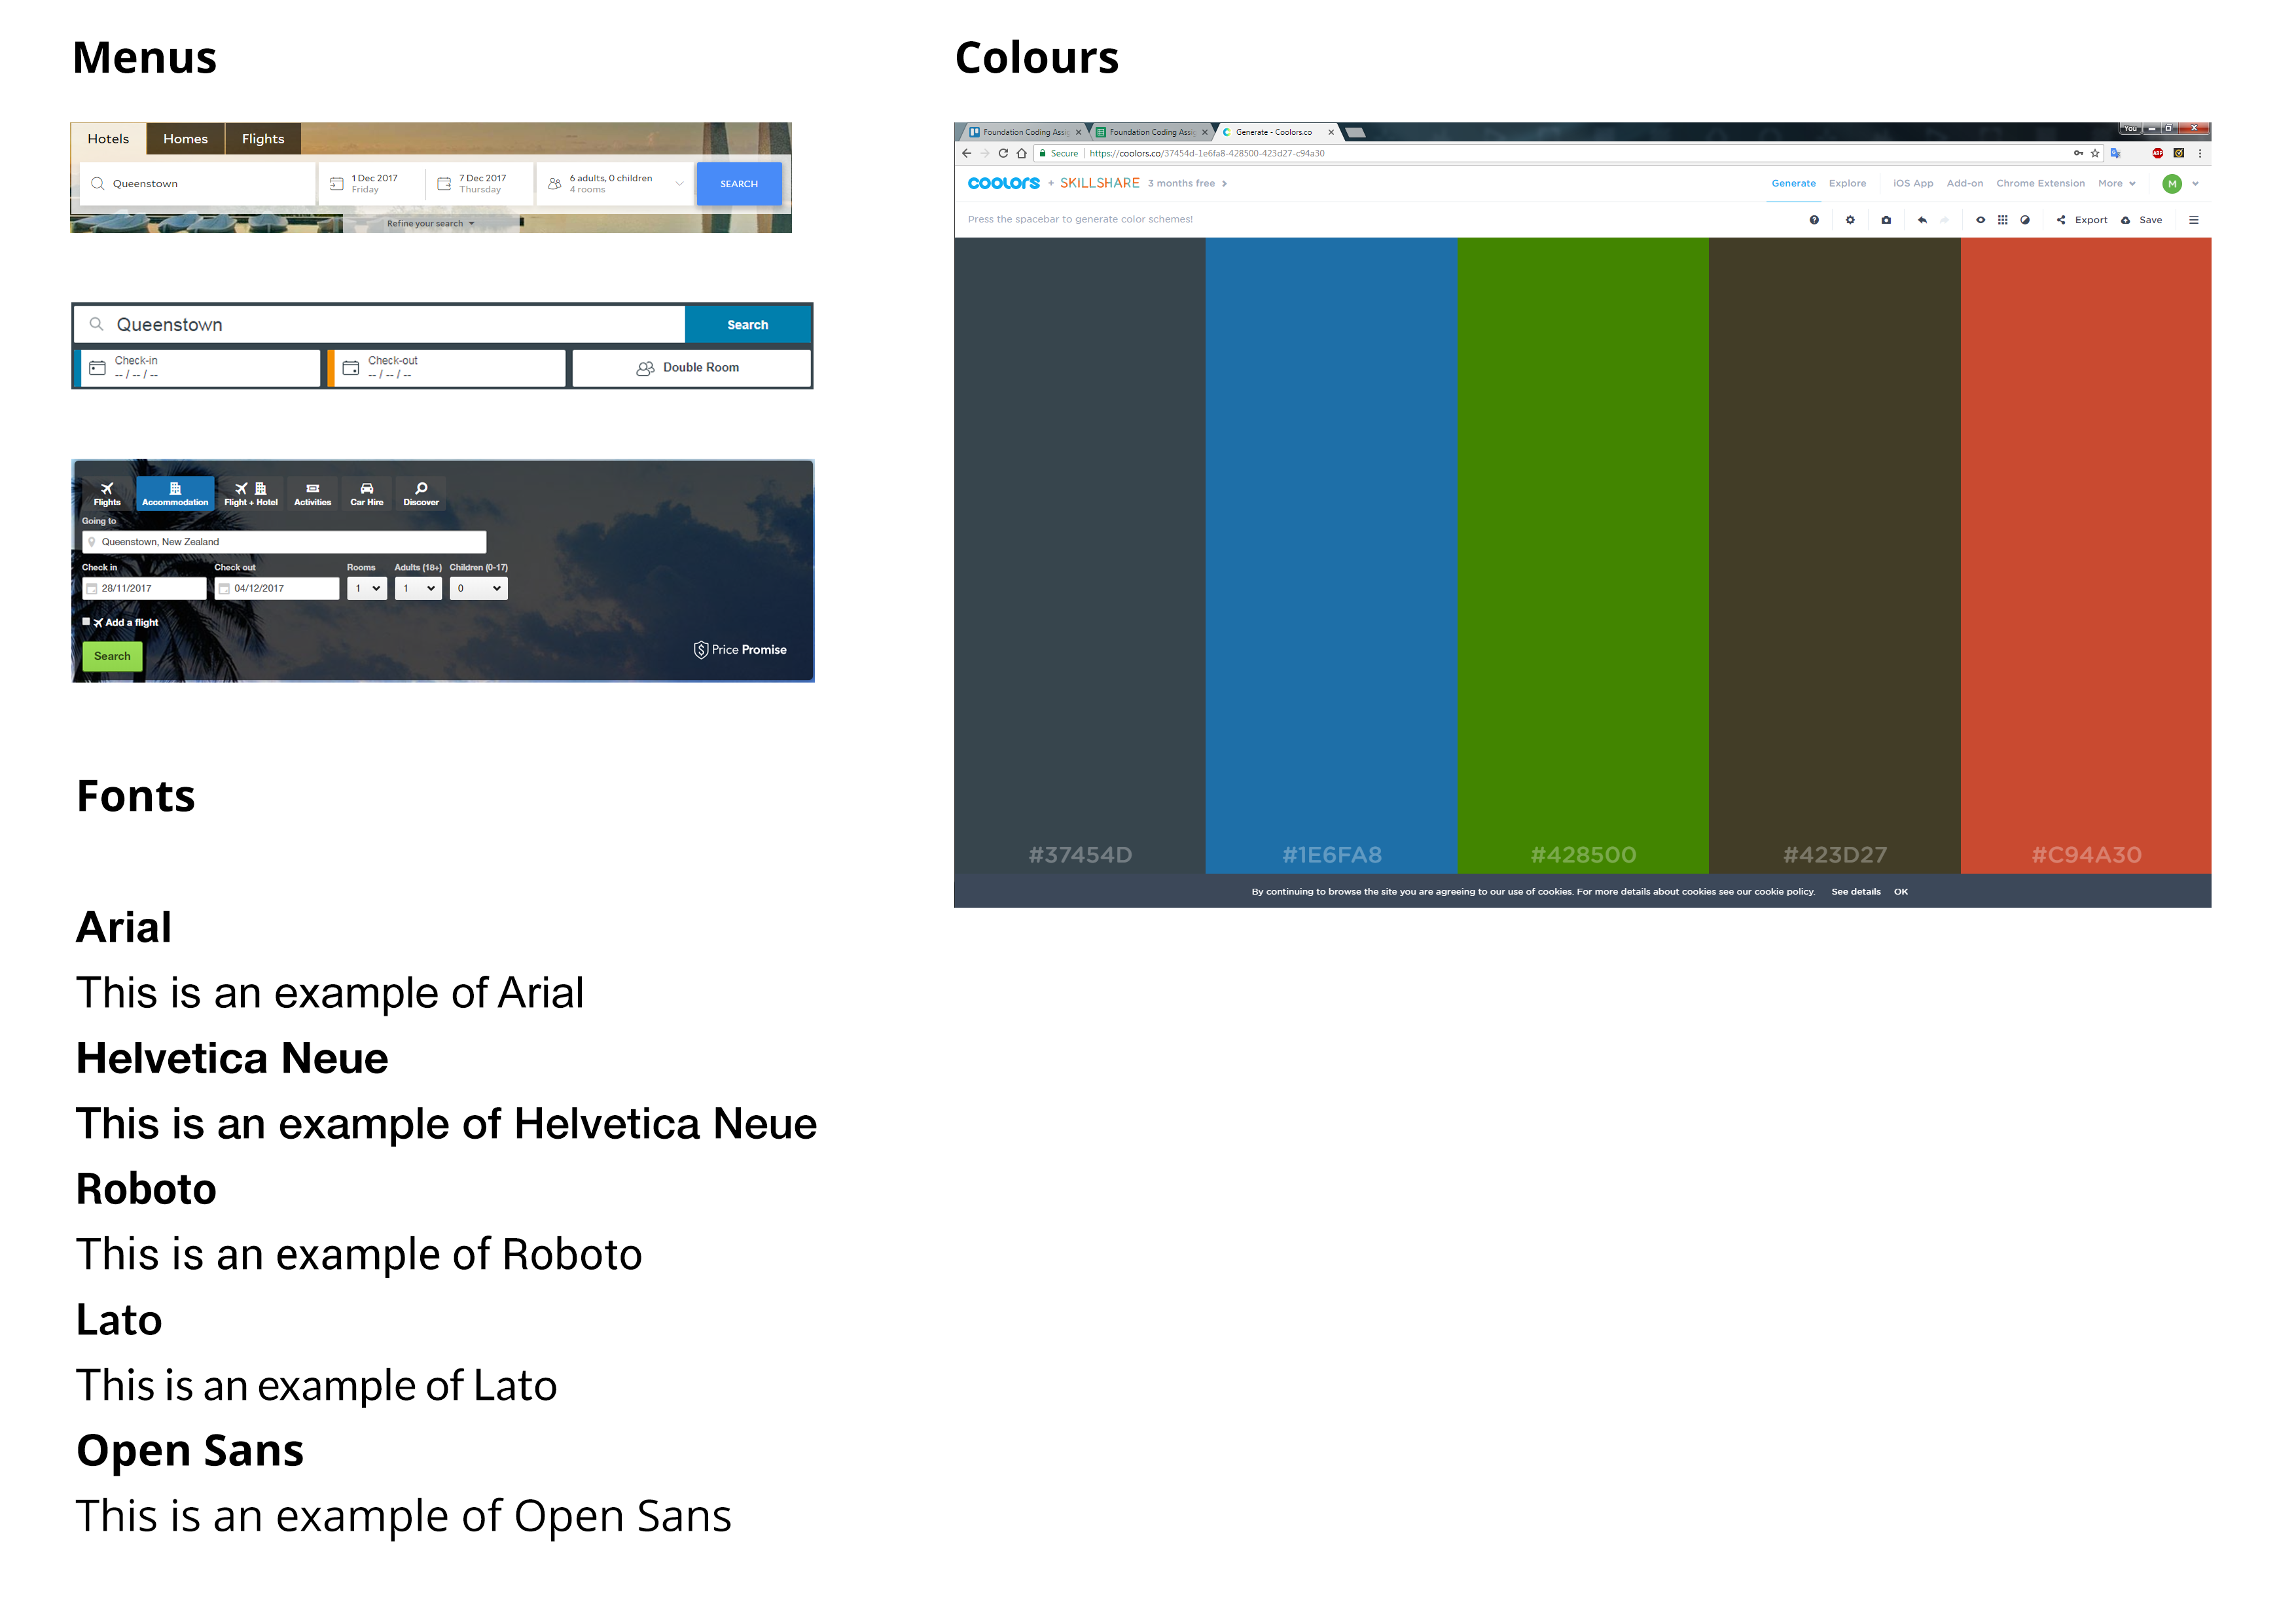 Menus
Hotels Homes Flights
Queenstown
1 Dec 2017
Friday
7 Dec 2017
Thursday
6 adults, 0 children
4 rooms
SEARCH
Refine your search
Queenstown
Search
Check-in
-- / -- / --
Check-out
-- / -- / --
Double Room
Flights Accommodation Flight + Hotel Activities Car Hire Discover
Going to
Queenstown, New Zealand
Check in Check out Rooms Adults (18+) Children (0-17)
28/11/2017 04/12/2017 1 1 0
Add a flight
Search
Price Promise
Fonts
Arial
This is an example of Arial
Helvetica Neue
This is an example of Helvetica Neue
Roboto
This is an example of Roboto
Lato
This is an example of Lato
Open Sans
This is an example of Open Sans
Colours
Foundation Coding Assi Foundation Coding Assi Generate - Coolors.co You
Secure https://coolors.co/37454d-1e6fa8-428500-423d27-c94a30 ABP
coolors + SKILLSHARE 3 months free Generate Explore iOS App Add-on Chrome Extension More M
Press the spacebar to generate color schemes! Export Save
#37454D #1E6FA8 #428500 #423D27 #C94A30
By continuing to browse the site you are agreeing to our use of cookies. For more details about cookies see our cookie policy. See details OK